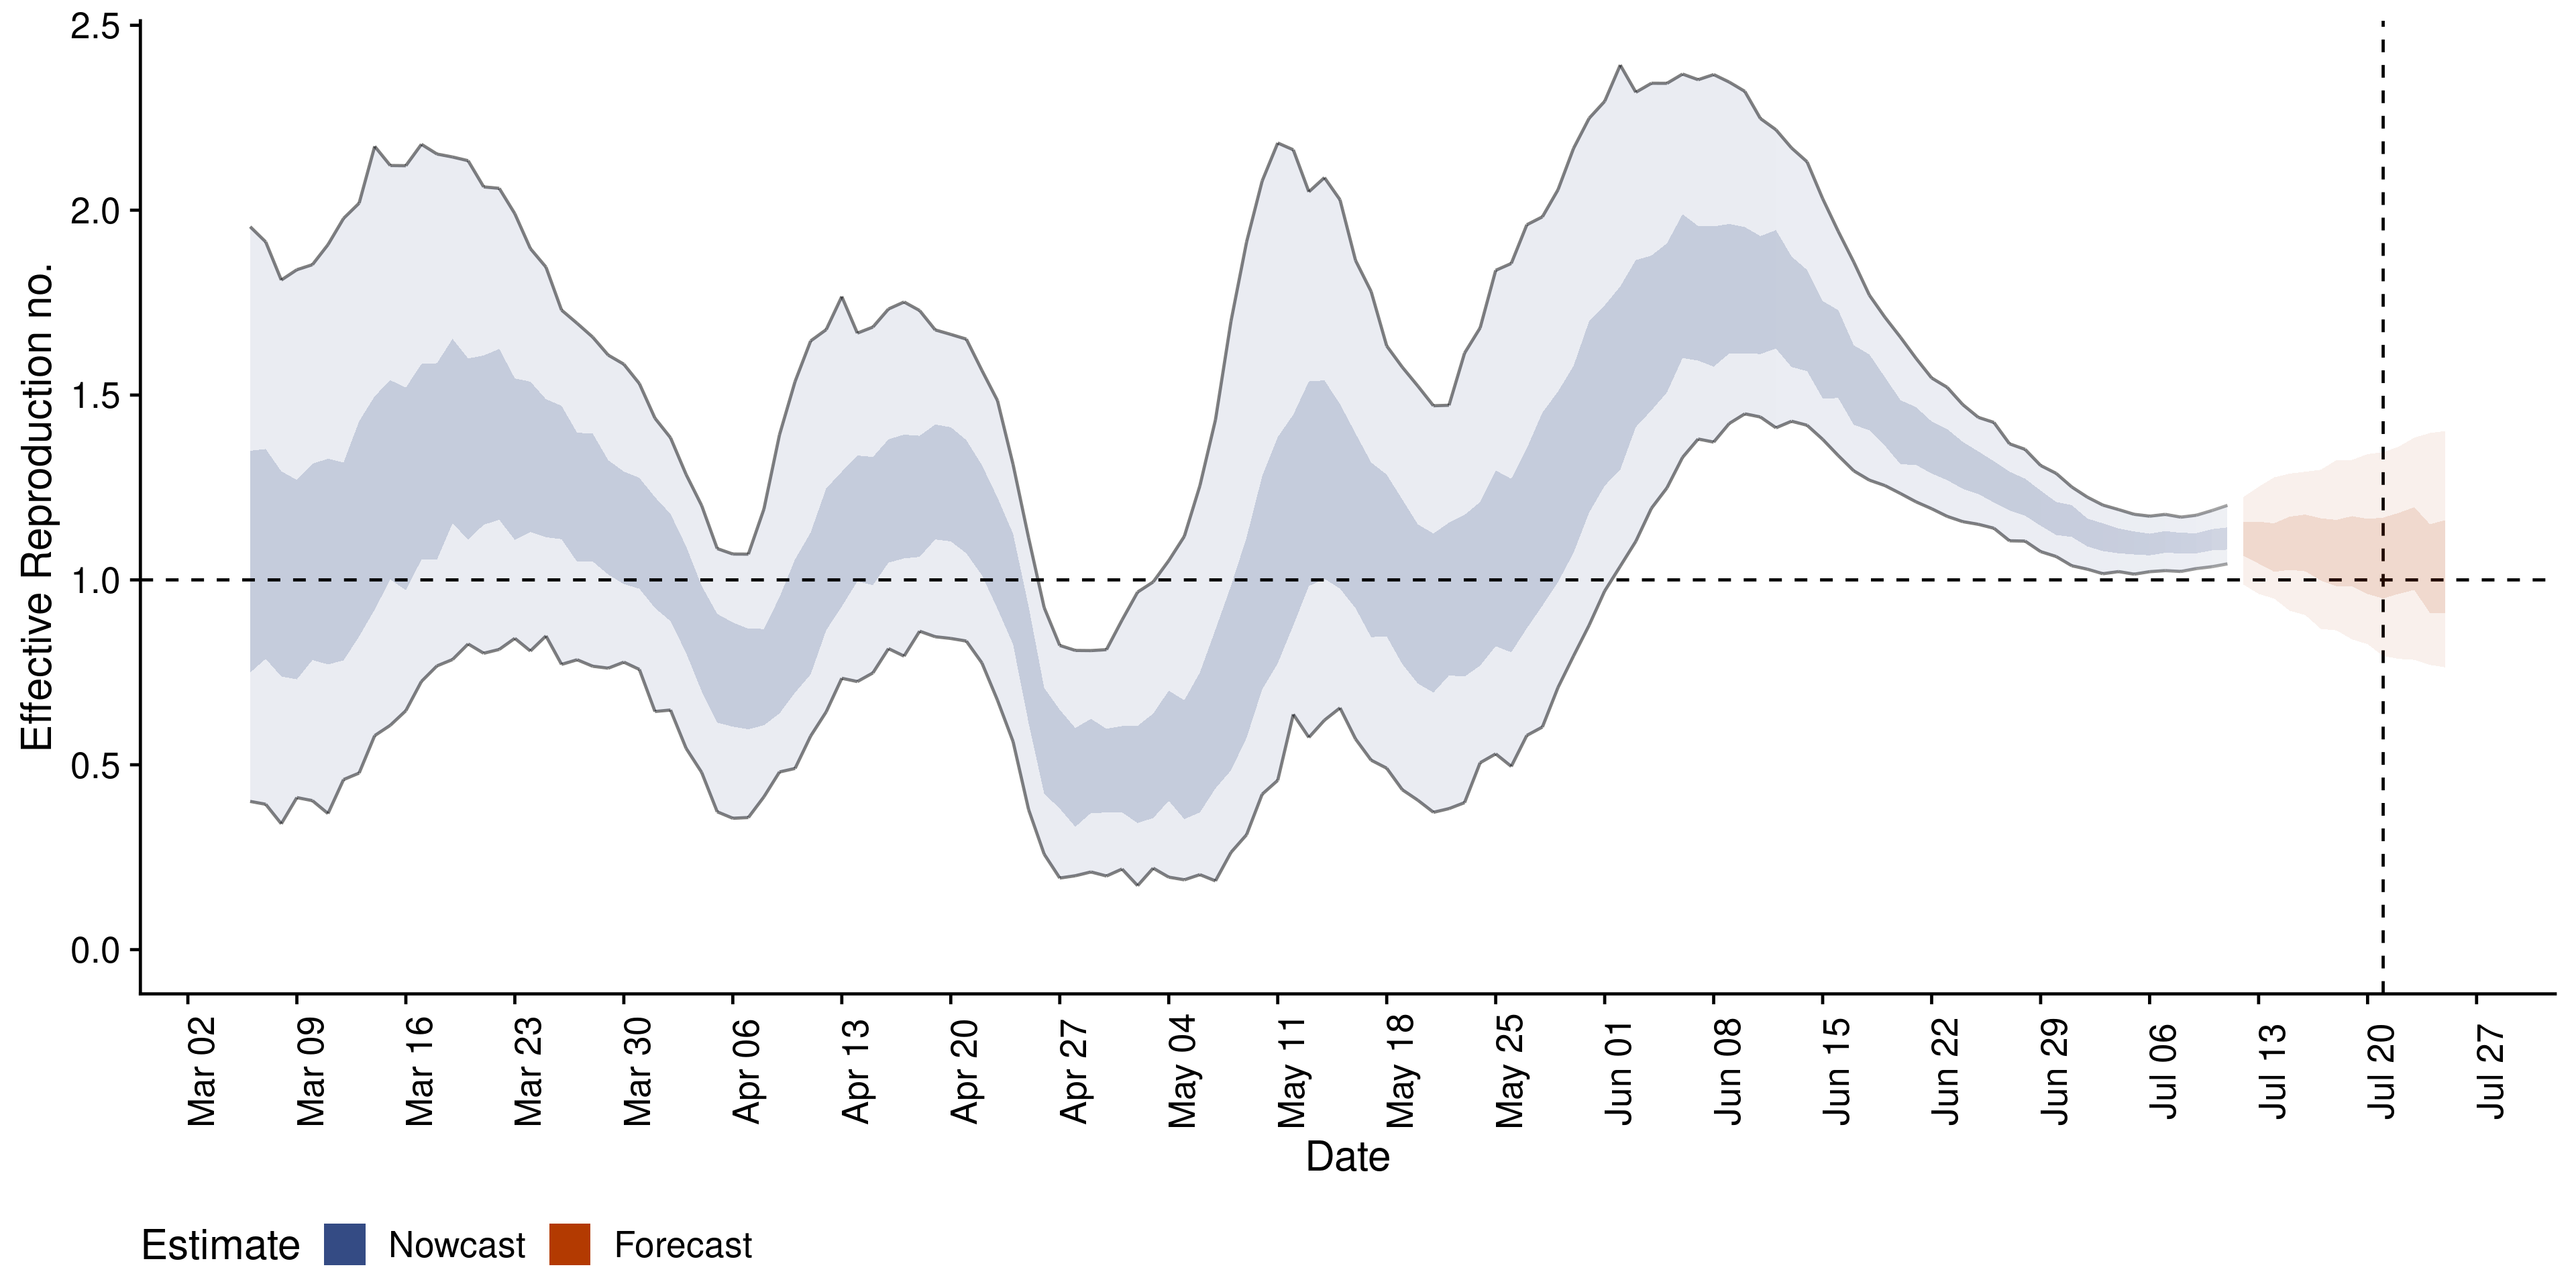 Effective Reproduction no.
2.5
2.0
1.5
1.0
0.5
0.0
Mar 02
Mar 09
Mar 16
Mar 23
Mar 30
Apr 06
Apr 13
Apr 20
Apr 27
May 04
May 11
May 18
May 25
Jun 01
Jun 08
Jun 15
Jun 22
Jun 29
Jul 06
Jul 13
Jul 20
Jul 27
Date
Estimate Nowcast Forecast